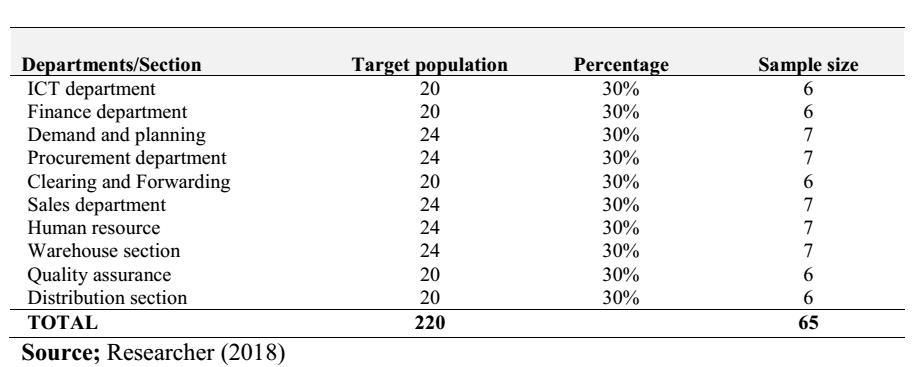 Departments/Section Target population Percentage Sample size
ICT department 20 30% 6
Finance department 20 30% 6
Demand and planning 24 30% 7
Procurement department 24 30% 7
Clearing and Forwarding 20 30% 6
Sales department 24 30% 7
Human resource 24 30% 7
Warehouse section 24 30% 7
Quality assurance 20 30% 6
Distribution section 20 30% 6
TOTAL 220 65
Source; Researcher (2018)